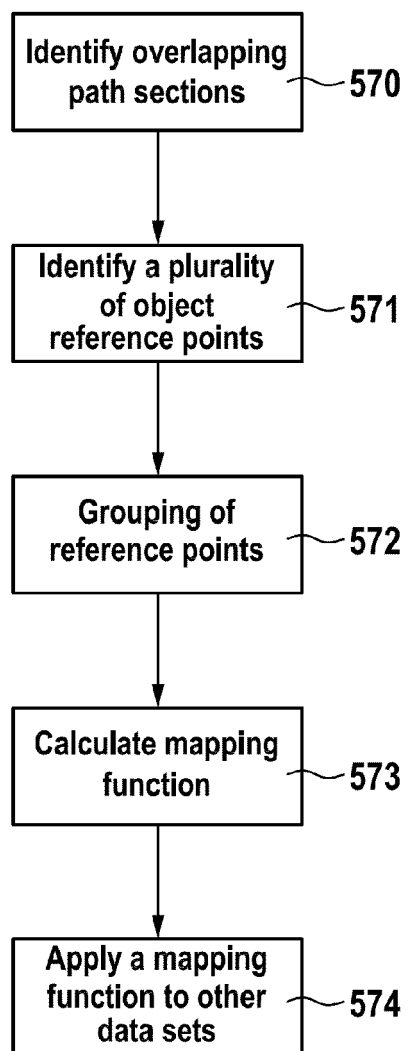 Identify overlapping
path sections
570
Identify a plurality
of object
reference points
571
Grouping of
reference points
572
Calculate mapping
function
573
Apply a mapping
function to other
data sets
574